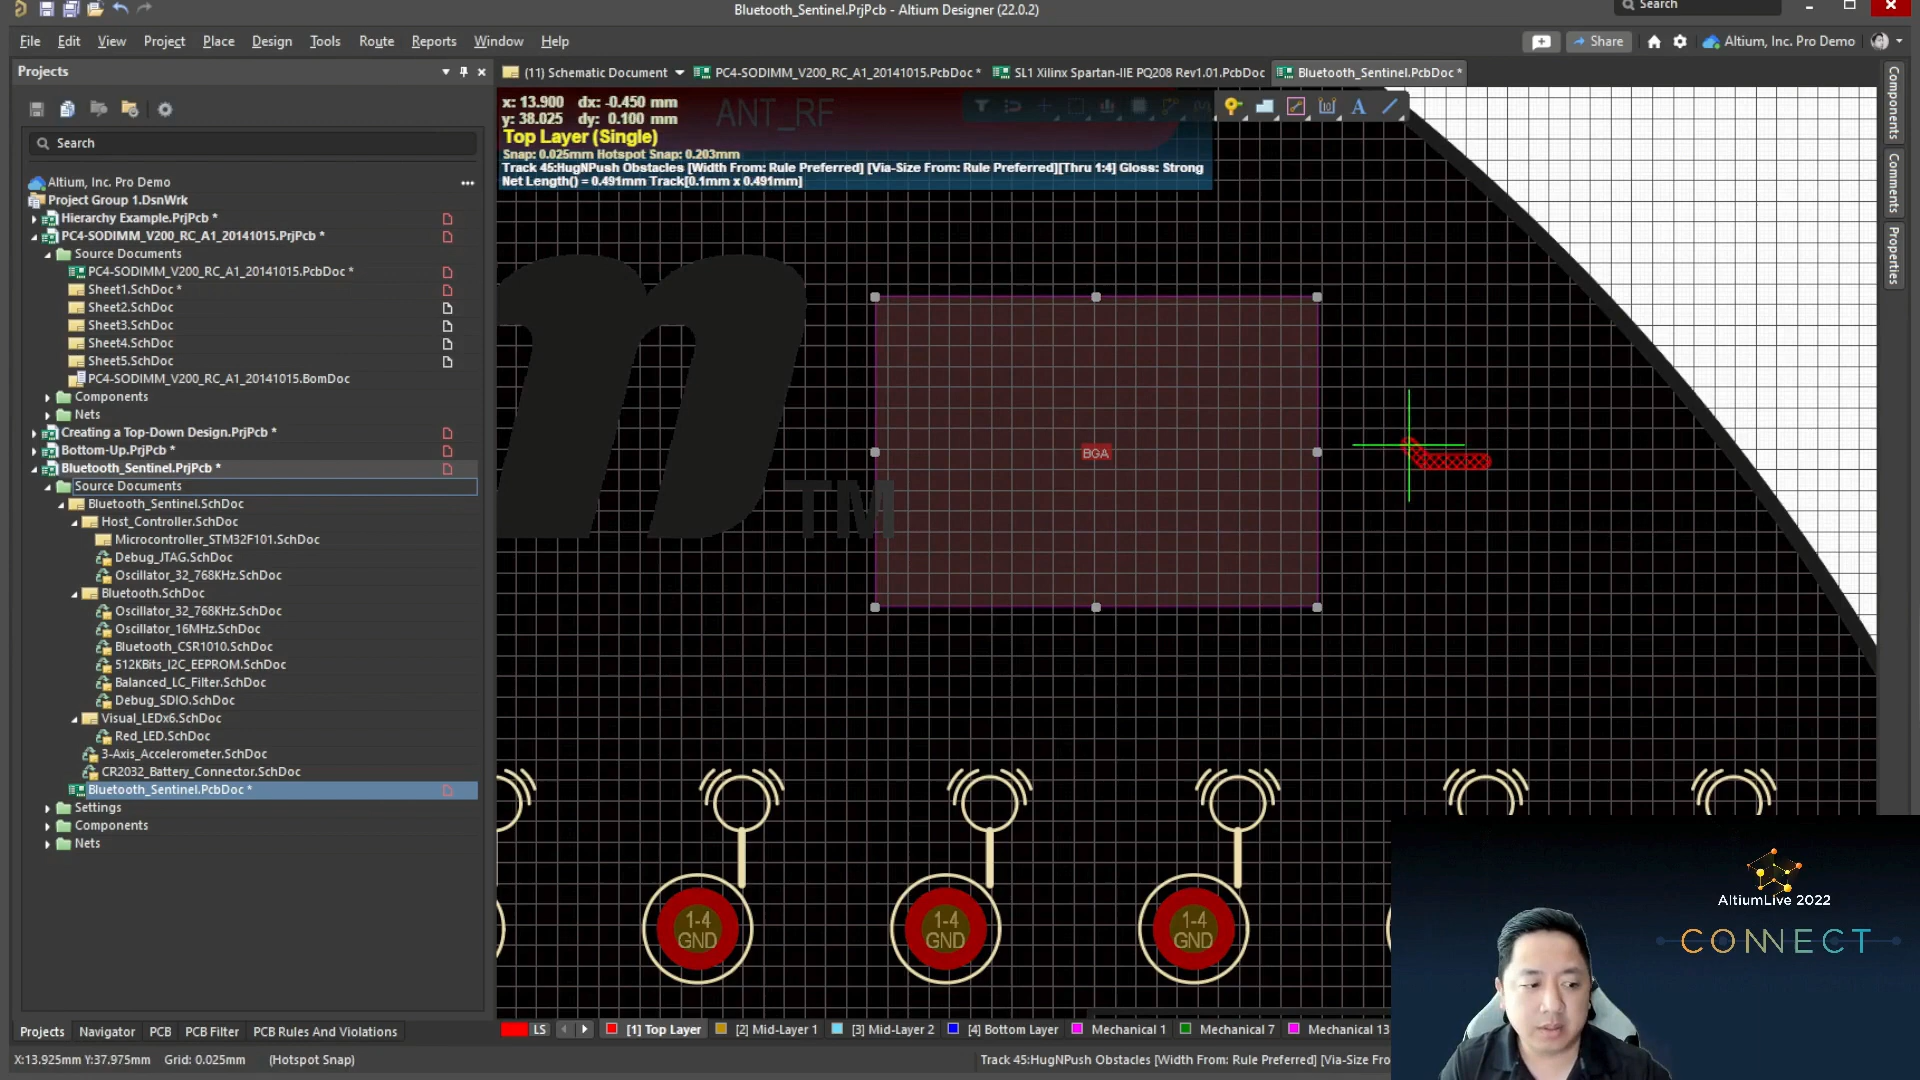 Bluetooth_Sentinel.PrjPcb - Altium Designer (22.0.2)
Search
File Edit View Project Place Design Tools Route Reports Window Help
Share
Altium, Inc. Pro Demo
Projects
(11) Schematic Document
PC4-SODIMM_V200_RC_A1_20141015.PcbDoc *
SL1 Xilinx Spartan-IIE PQ208 Rev1.01.PcbDoc
Bluetooth_Sentinel.PcbDoc *
Components
Comments
Properties
Search
Altium, Inc. Pro Demo
Project Group 1.DsnWrk
Hierarchy Example.PrjPcb *
PC4-SODIMM_V200_RC_A1_20141015.PrjPcb *
Source Documents
PC4-SODIMM_V200_RC_A1_20141015.PcbDoc *
Sheet1.SchDoc *
Sheet2.SchDoc
Sheet3.SchDoc
Sheet4.SchDoc
Sheet5.SchDoc
PC4-SODIMM_V200_RC_A1_20141015.BomDoc
Components
Nets
Creating a Top-Down Design.PrjPcb *
Bottom-Up.PrjPcb *
Bluetooth_Sentinel.PrjPcb *
Source Documents
Bluetooth_Sentinel.SchDoc
Host_Controller.SchDoc
Microcontroller_STM32F101.SchDoc
Debug_JTAG.SchDoc
Oscillator_32_768KHz.SchDoc
Bluetooth.SchDoc
Oscillator_32_768KHz.SchDoc
Oscillator_16MHz.SchDoc
Bluetooth_CSR1010.SchDoc
512KBits_I2C_EEPROM.SchDoc
Balanced_LC_Filter.SchDoc
Debug_SDIO.SchDoc
Visual_LEDx6.SchDoc
Red_LED.SchDoc
3-Axis_Accelerometer.SchDoc
CR2032_Battery_Connector.SchDoc
Bluetooth_Sentinel.PcbDoc *
Settings
Components
Nets
x: 13.900 dx: -0.450 mm
y: 38.025 dy: 0.100 mm
Top Layer (Single)
Snap: 0.025mm Hotspot Snap: 0.203mm
Track 45:HugNPush Obstacles [Width From: Rule Preferred] [Via-Size From: Rule Preferred][Thru 1:4] Gloss: Strong
Net Length() = 0.491mm Track[0.1mm x 0.491mm]
ANT_RF
A
n
TM
BGA
1-4
GND
1-4
GND
1-4
GND
AltiumLive 2022
CONNECT
Projects Navigator PCB PCB Filter PCB Rules And Violations
LS
[1] Top Layer
[2] Mid-Layer 1
[3] Mid-Layer 2
[4] Bottom Layer
Mechanical 1
Mechanical 7
Mechanical 13
X:13.925mm Y:37.975mm Grid: 0.025mm (Hotspot Snap)
Track 45:HugNPush Obstacles [Width From: Rule Preferred] [Via-Size Fro